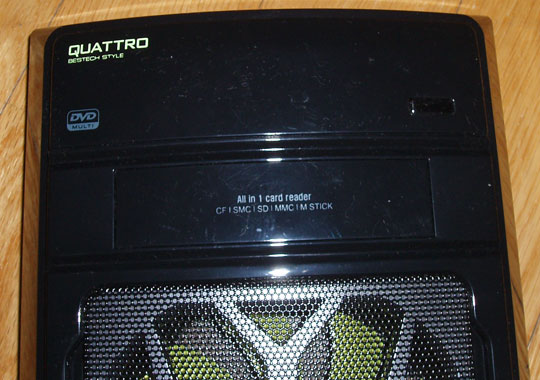 QUATTRO
BESTECH STYLE
DVD
MULTI
All in 1 card reader
CF | SMC | SD | MMC | M STICK